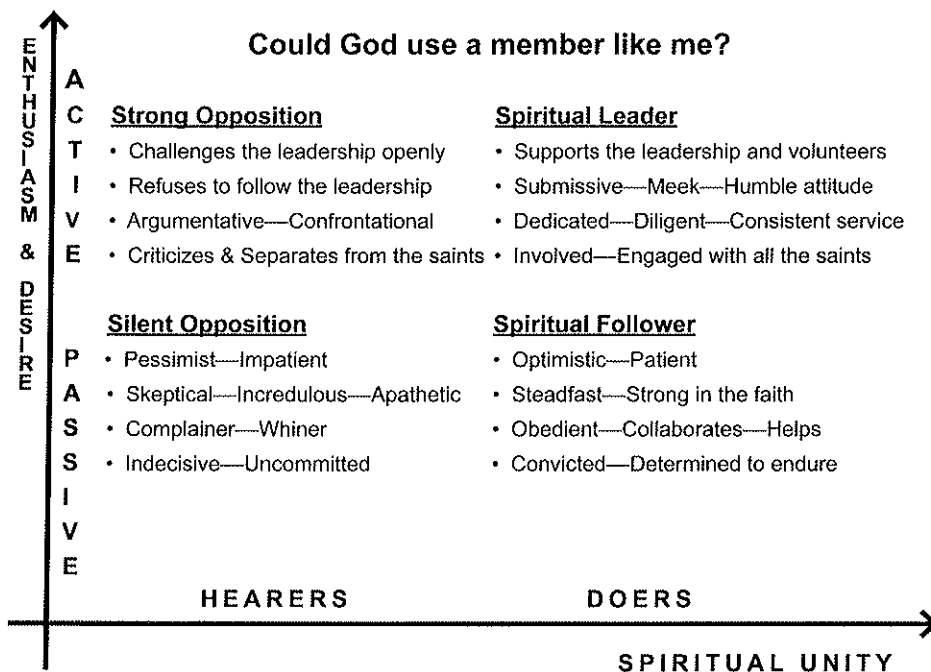 Could God use a member like me?
ENTHUSIASM & DESIRE
ACTIVE
Strong Opposition
• Challenges the leadership openly
• Refuses to follow the leadership
• Argumentative—Confrontational
• Criticizes & Separates from the saints
Spiritual Leader
• Supports the leadership and volunteers
• Submissive—Meek—Humble attitude
• Dedicated—Diligent—Consistent service
• Involved—Engaged with all the saints
PASSIVE
Silent Opposition
• Pessimist—Impatient
• Skeptical—Incredulous—Apathetic
• Complainer—Whiner
• Indecisive—Uncommitted
Spiritual Follower
• Optimistic—Patient
• Steadfast—Strong in the faith
• Obedient—Collaborates—Helps
• Convicted—Determined to endure
HEARERS
DOERS
SPIRITUAL UNITY